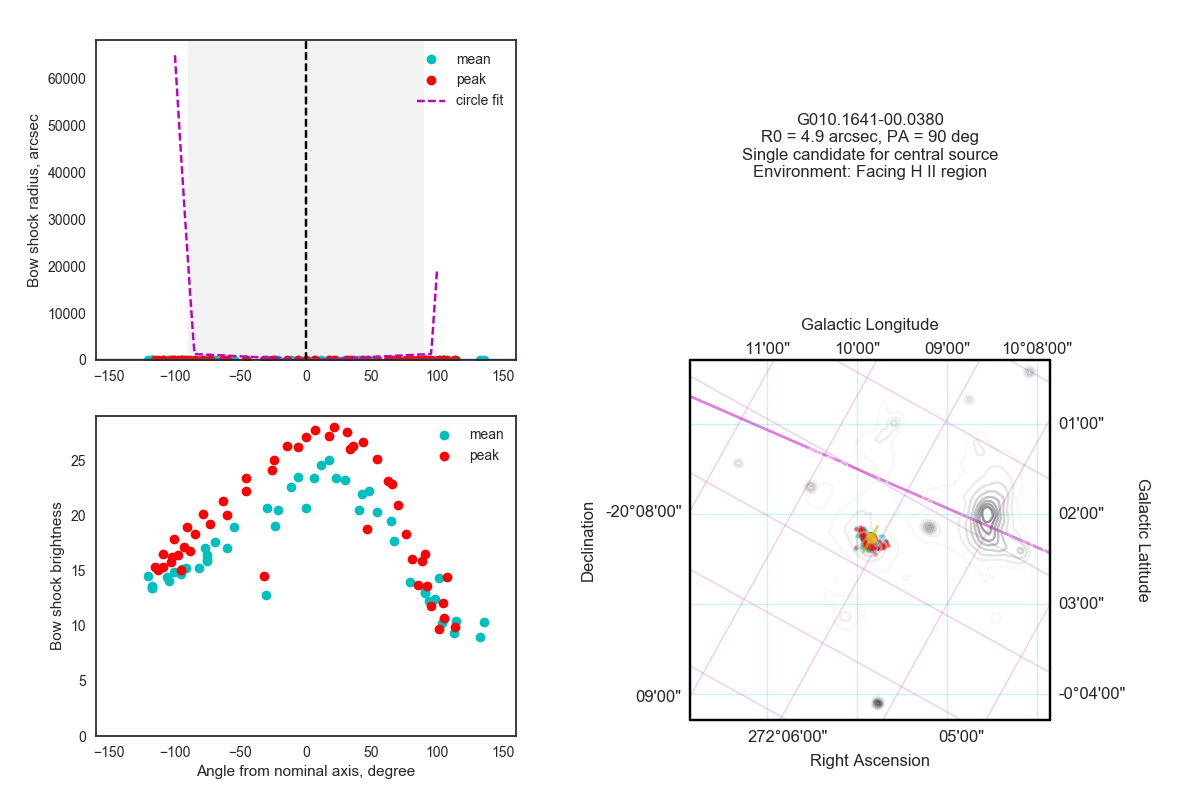 Bow shock radius, arcsec
60000
50000
40000
30000
20000
10000
0
−150 −100 −50 0 50 100 150
mean
peak
circle fit
Bow shock brightness
25
20
15
10
5
0
−150 −100 −50 0 50 100 150
Angle from nominal axis, degree
mean
peak
G010.1641-00.0380
R0 = 4.9 arcsec, PA = 90 deg
Single candidate for central source
Environment: Facing H II region
Galactic Longitude
11'00" 10'00" 09'00" 10°08'00"
01'00"
02'00"
03'00"
-0°04'00"
Galactic Latitude
Declination
-20°08'00"
09'00"
272°06'00" 05'00"
Right Ascension